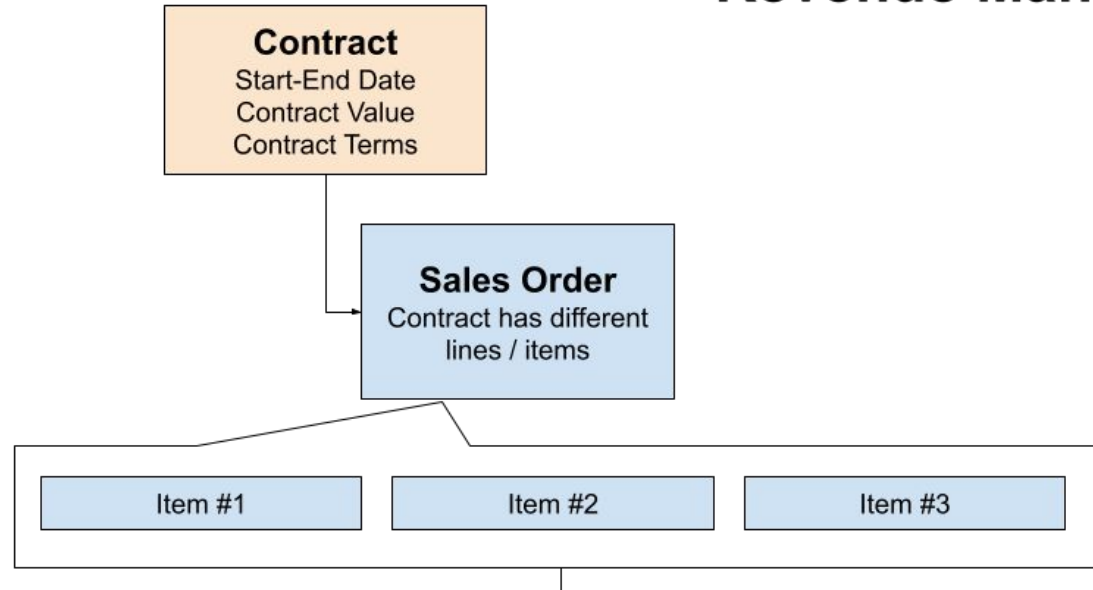 Contract
Start-End Date
Contract Value
Contract Terms
Sales Order
Contract has different
lines / items
Item #1
Item #2
Item #3